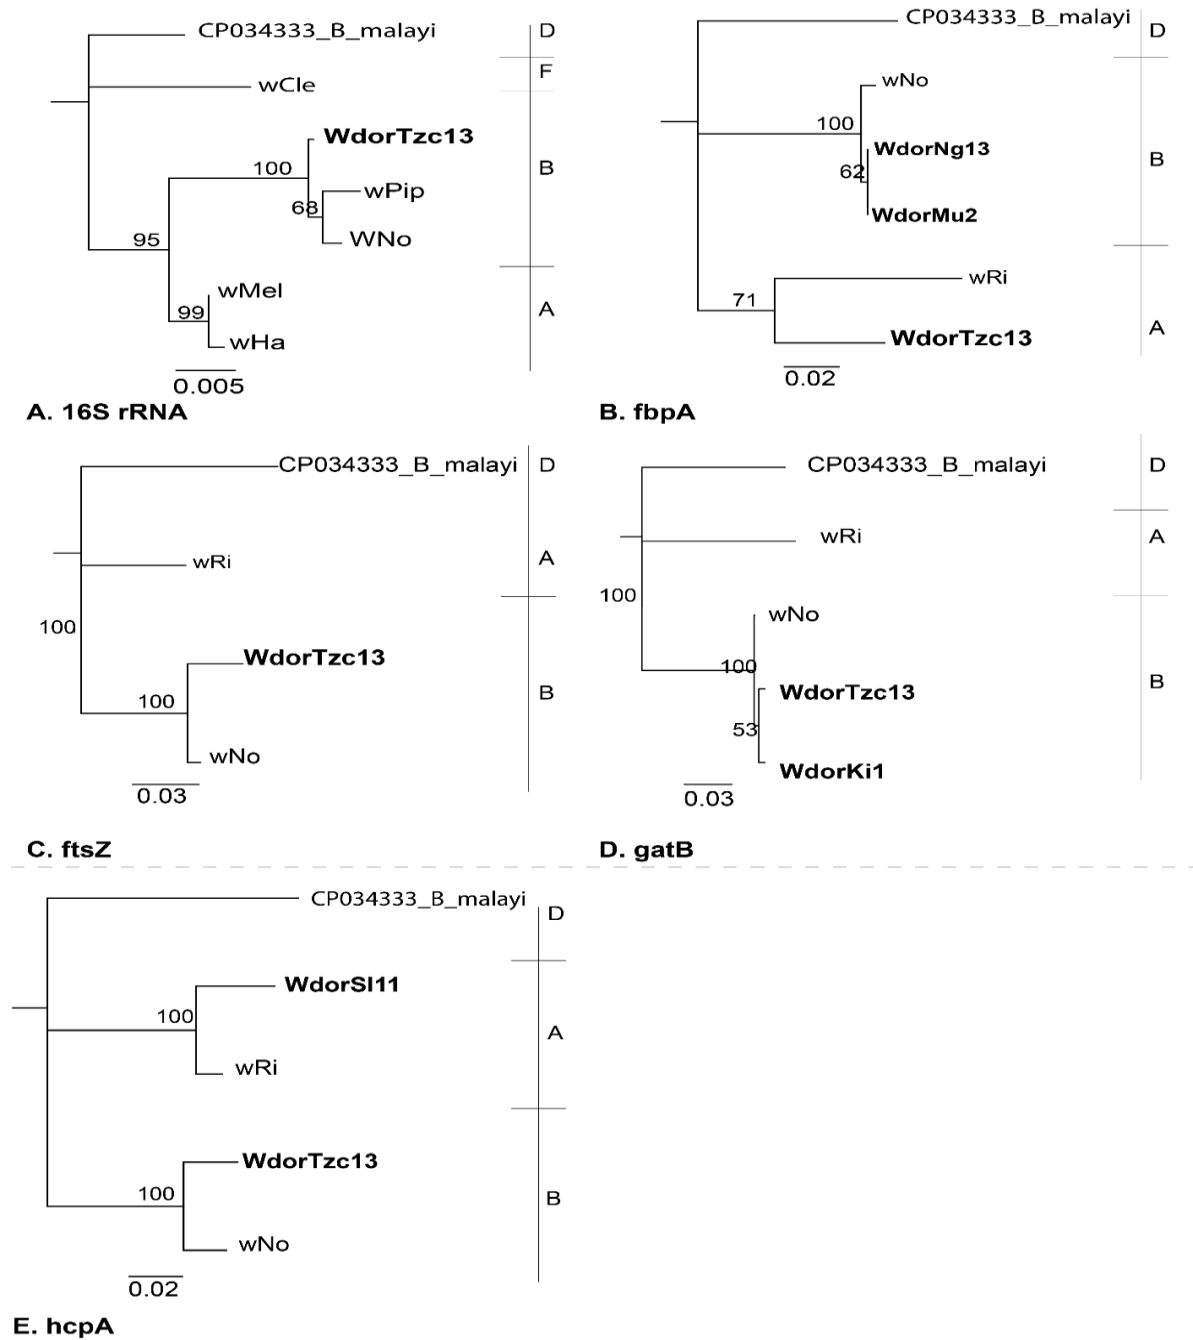 CP034333_B_malayi
D
F
wCle
WdorTzc13
100
B
wPip
68
WNo
95
wMel
99
A
wHa
0.005
A. 16S rRNA
CP034333_B_malayi
D
wNo
100
WdorNg13
B
62
WdorMu2
wRi
71
A
WdorTzc13
0.02
B. fbpA
CP034333_B_malayi
D
wRi
A
100
WdorTzc13
B
100
wNo
0.03
C. ftsZ
CP034333_B_malayi
D
wRi
A
100
wNo
100
B
WdorTzc13
53
WdorKi1
0.03
D. gatB
CP034333_B_malayi
D
WdorSl11
100
A
wRi
WdorTzc13
100
B
wNo
0.02
E. hcpA